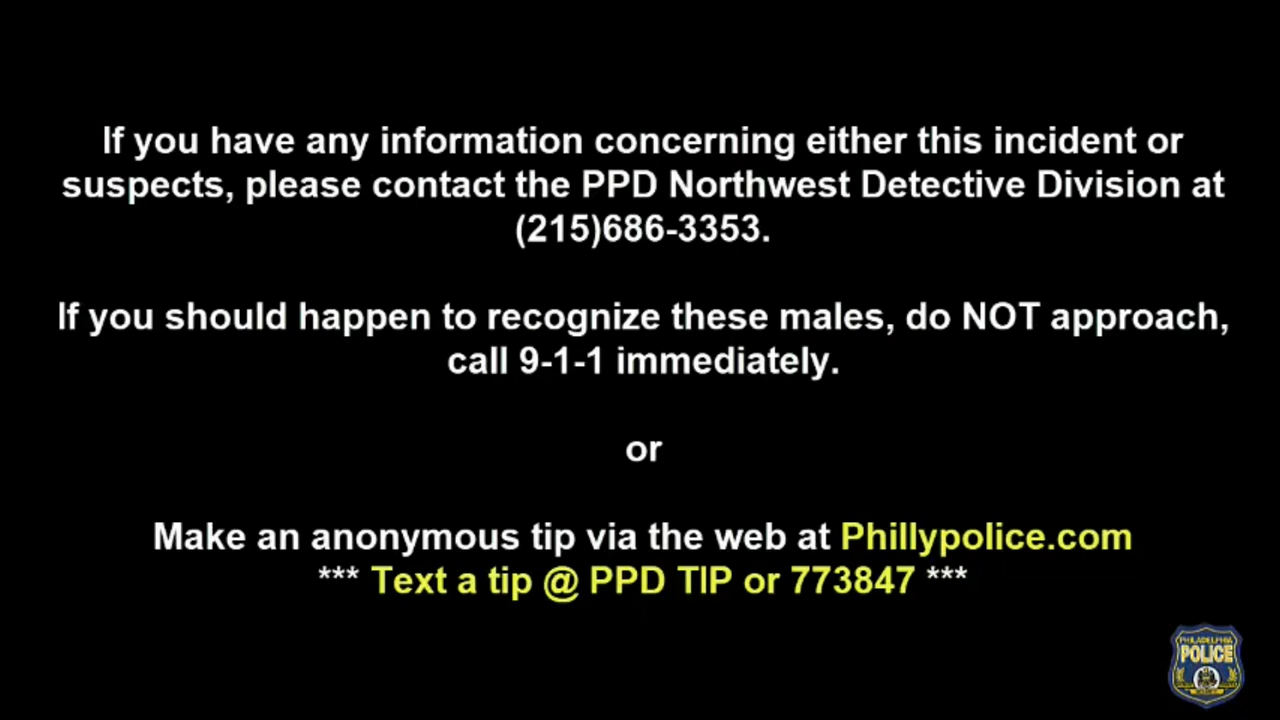 If you have any information concerning either this incident or
suspects, please contact the PPD Northwest Detective Division at
(215)686-3353.
If you should happen to recognize these males, do NOT approach,
call 9-1-1 immediately.
or
Make an anonymous tip via the web at Phillypolice.com
*** Text a tip @ PPD TIP or 773847 ***
PHILADELPHIA
POLICE